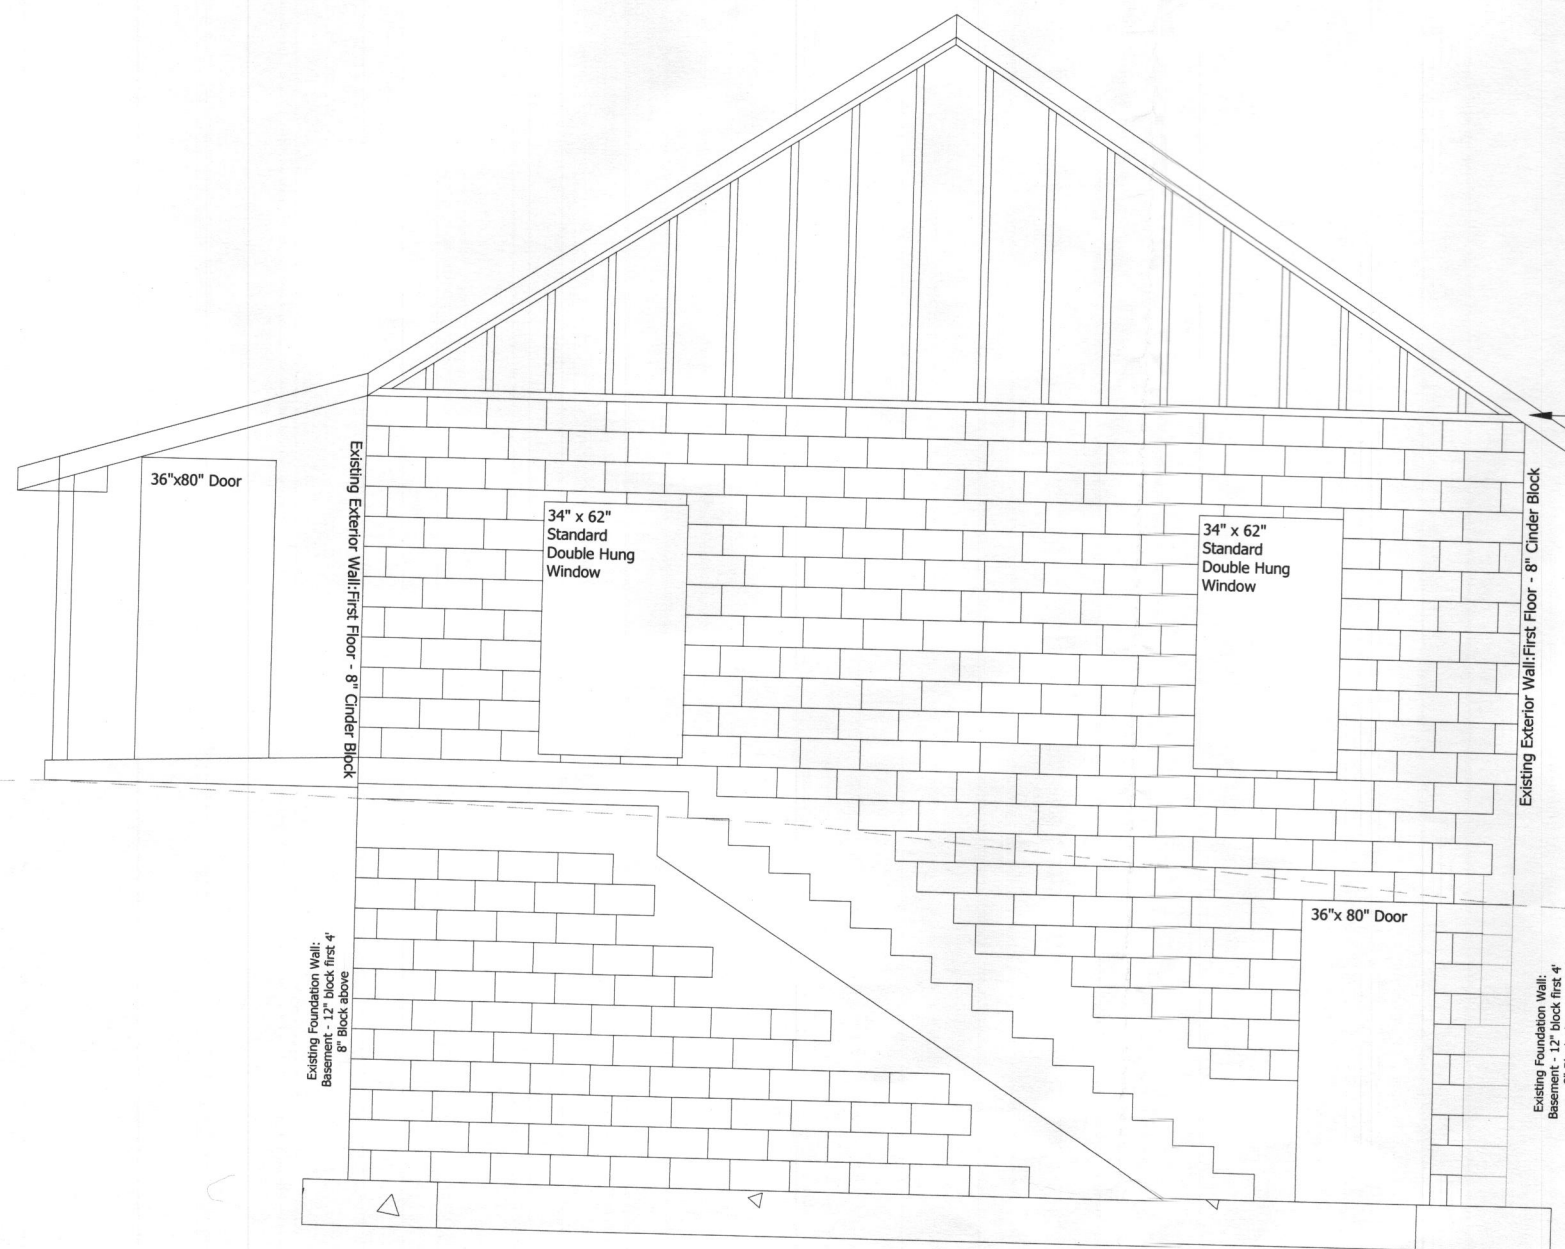 36"x80" Door
Existing Exterior Wall:First Floor - 8" Cinder Block
34" x 62"
Standard
Double Hung
Window
34" x 62"
Standard
Double Hung
Window
Existing Exterior Wall:First Floor - 8" Cinder Block
36"x 80" Door
Existing Foundation Wall:
Basement - 12" block first 4'
8" Block above
Existing Foundation Wall:
Basement - 12" block first 4'